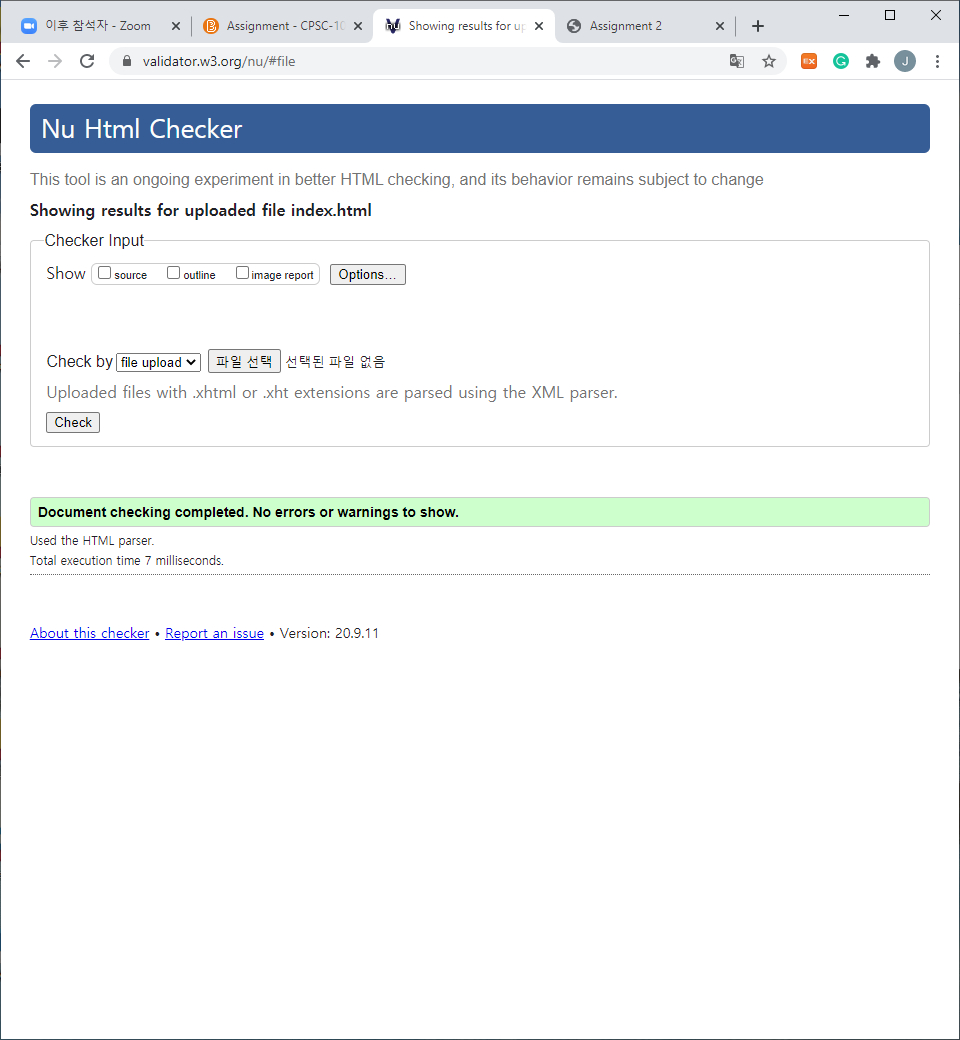 이후 참석자 - Zoom
Assignment - CPSC-10
Showing results for up
Assignment 2
validator.w3.org/nu/#file
J
Nu Html Checker
This tool is an ongoing experiment in better HTML checking, and its behavior remains subject to change
Showing results for uploaded file index.html
Checker Input
Show source outline image report Options...
Check by file upload 파일 선택 선택된 파일 없음
Uploaded files with .xhtml or .xht extensions are parsed using the XML parser.
Check
Document checking completed. No errors or warnings to show.
Used the HTML parser.
Total execution time 7 milliseconds.
About this checker • Report an issue • Version: 20.9.11